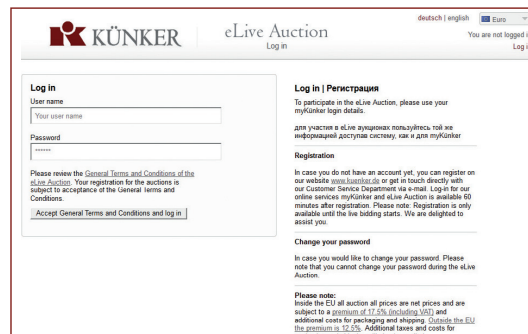 deutsch | english
Euro
KÜNKER
eLive Auction
Log in
You are not logged i
Log i
Log in
User name
Your user name
Password
******
Please review the General Terms and Conditions of the
eLive Auction. Your registration for the auctions is
subject to acceptance of the General Terms and
Conditions.
Accept General Terms and Conditions and log in
Log in | Регистрация
To participate in the eLive Auction, please use your
myKünker login details.
для участия в eLive аукционах пользуйтесь той же
информацией доступав систему, как и для myKünker
Registration
In case you do not have an account yet, you can register on
our website www.kuenker.de or get in touch directly with
our Customer Service Department via e-mail. Log-in for our
online services myKünker and eLive Auction is available 60
minutes after registration. Please note: Registration is only
available until the live bidding starts. We are delighted to
assist you.
Change your password
In case you would like to change your password. Please
note that you cannot change your password during the eLive
Auction.
Please note:
Inside the EU all auction all prices are net prices and are
subject to a premium of 17.5% (including VAT) and
additional costs for packaging and shipping. Outside the EU
the premium is 12.5%. Additional taxes and costs for